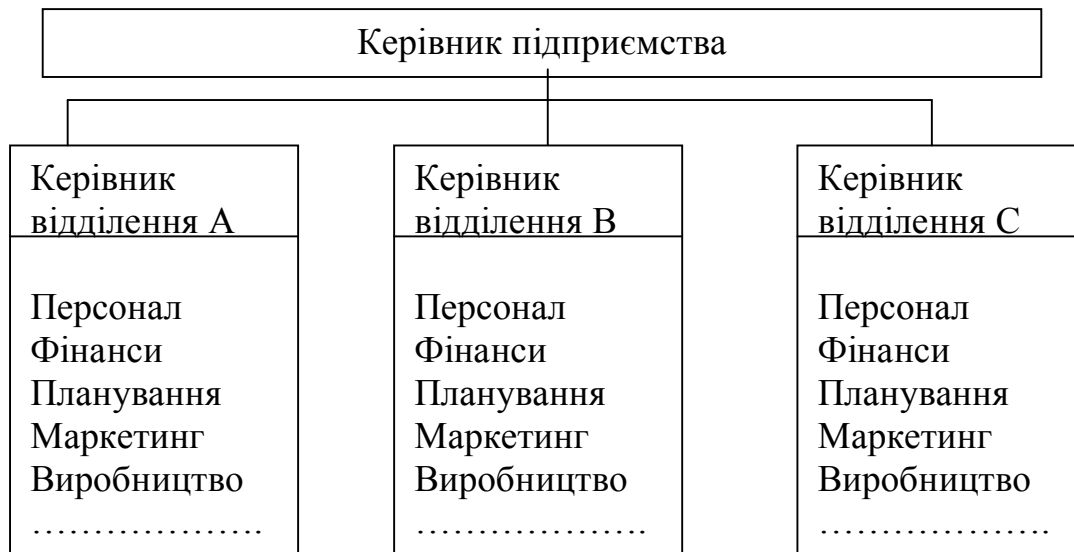 Керівник підприємства
Керівник
відділення А
Персонал
Фінанси
Планування
Маркетинг
Виробництво
……………….
Керівник
відділення В
Персонал
Фінанси
Планування
Маркетинг
Виробництво
……………….
Керівник
відділення С
Персонал
Фінанси
Планування
Маркетинг
Виробництво
……………….